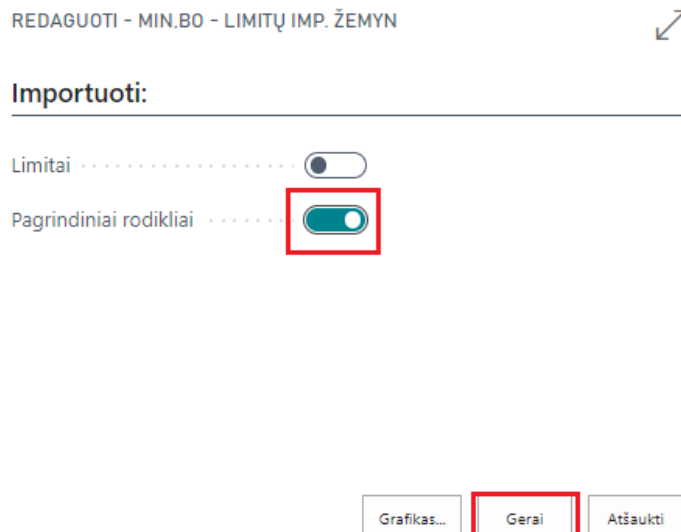 REDAGUOTI - MIN,BO - LIMITŲ IMP. ŽEMYN
Importuoti:
Limitai
Pagrindiniai rodikliai
Grafikas... Gerai Atšaukti